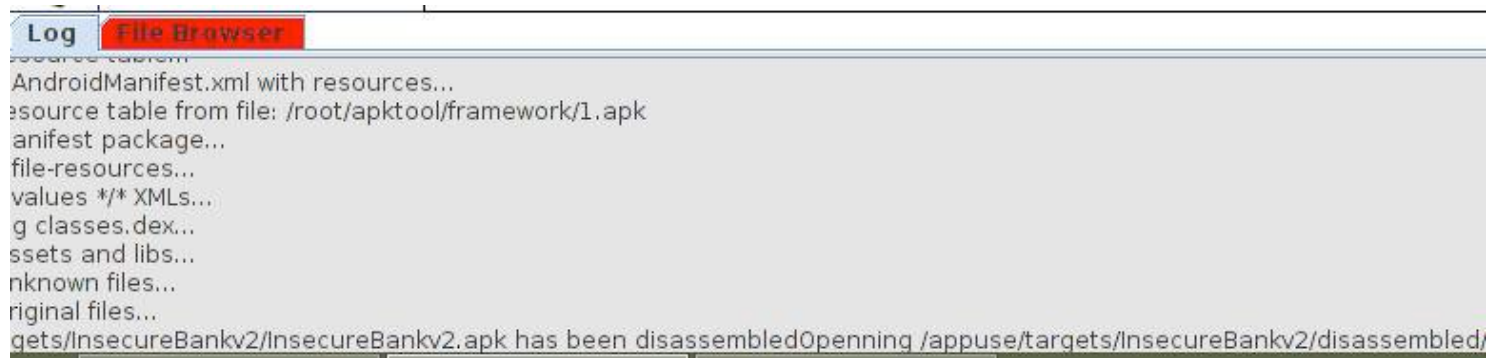 Log File Browser
AndroidManifest.xml with resources...
esource table from file: /root/apktool/framework/1.apk
anifest package...
file-resources...
values */* XMLs...
g classes.dex...
ssets and libs...
nknown files...
riginal files...
gets/InsecureBankv2/InsecureBankv2.apk has been disassembledOpenning /appuse/targets/InsecureBankv2/disassembled/